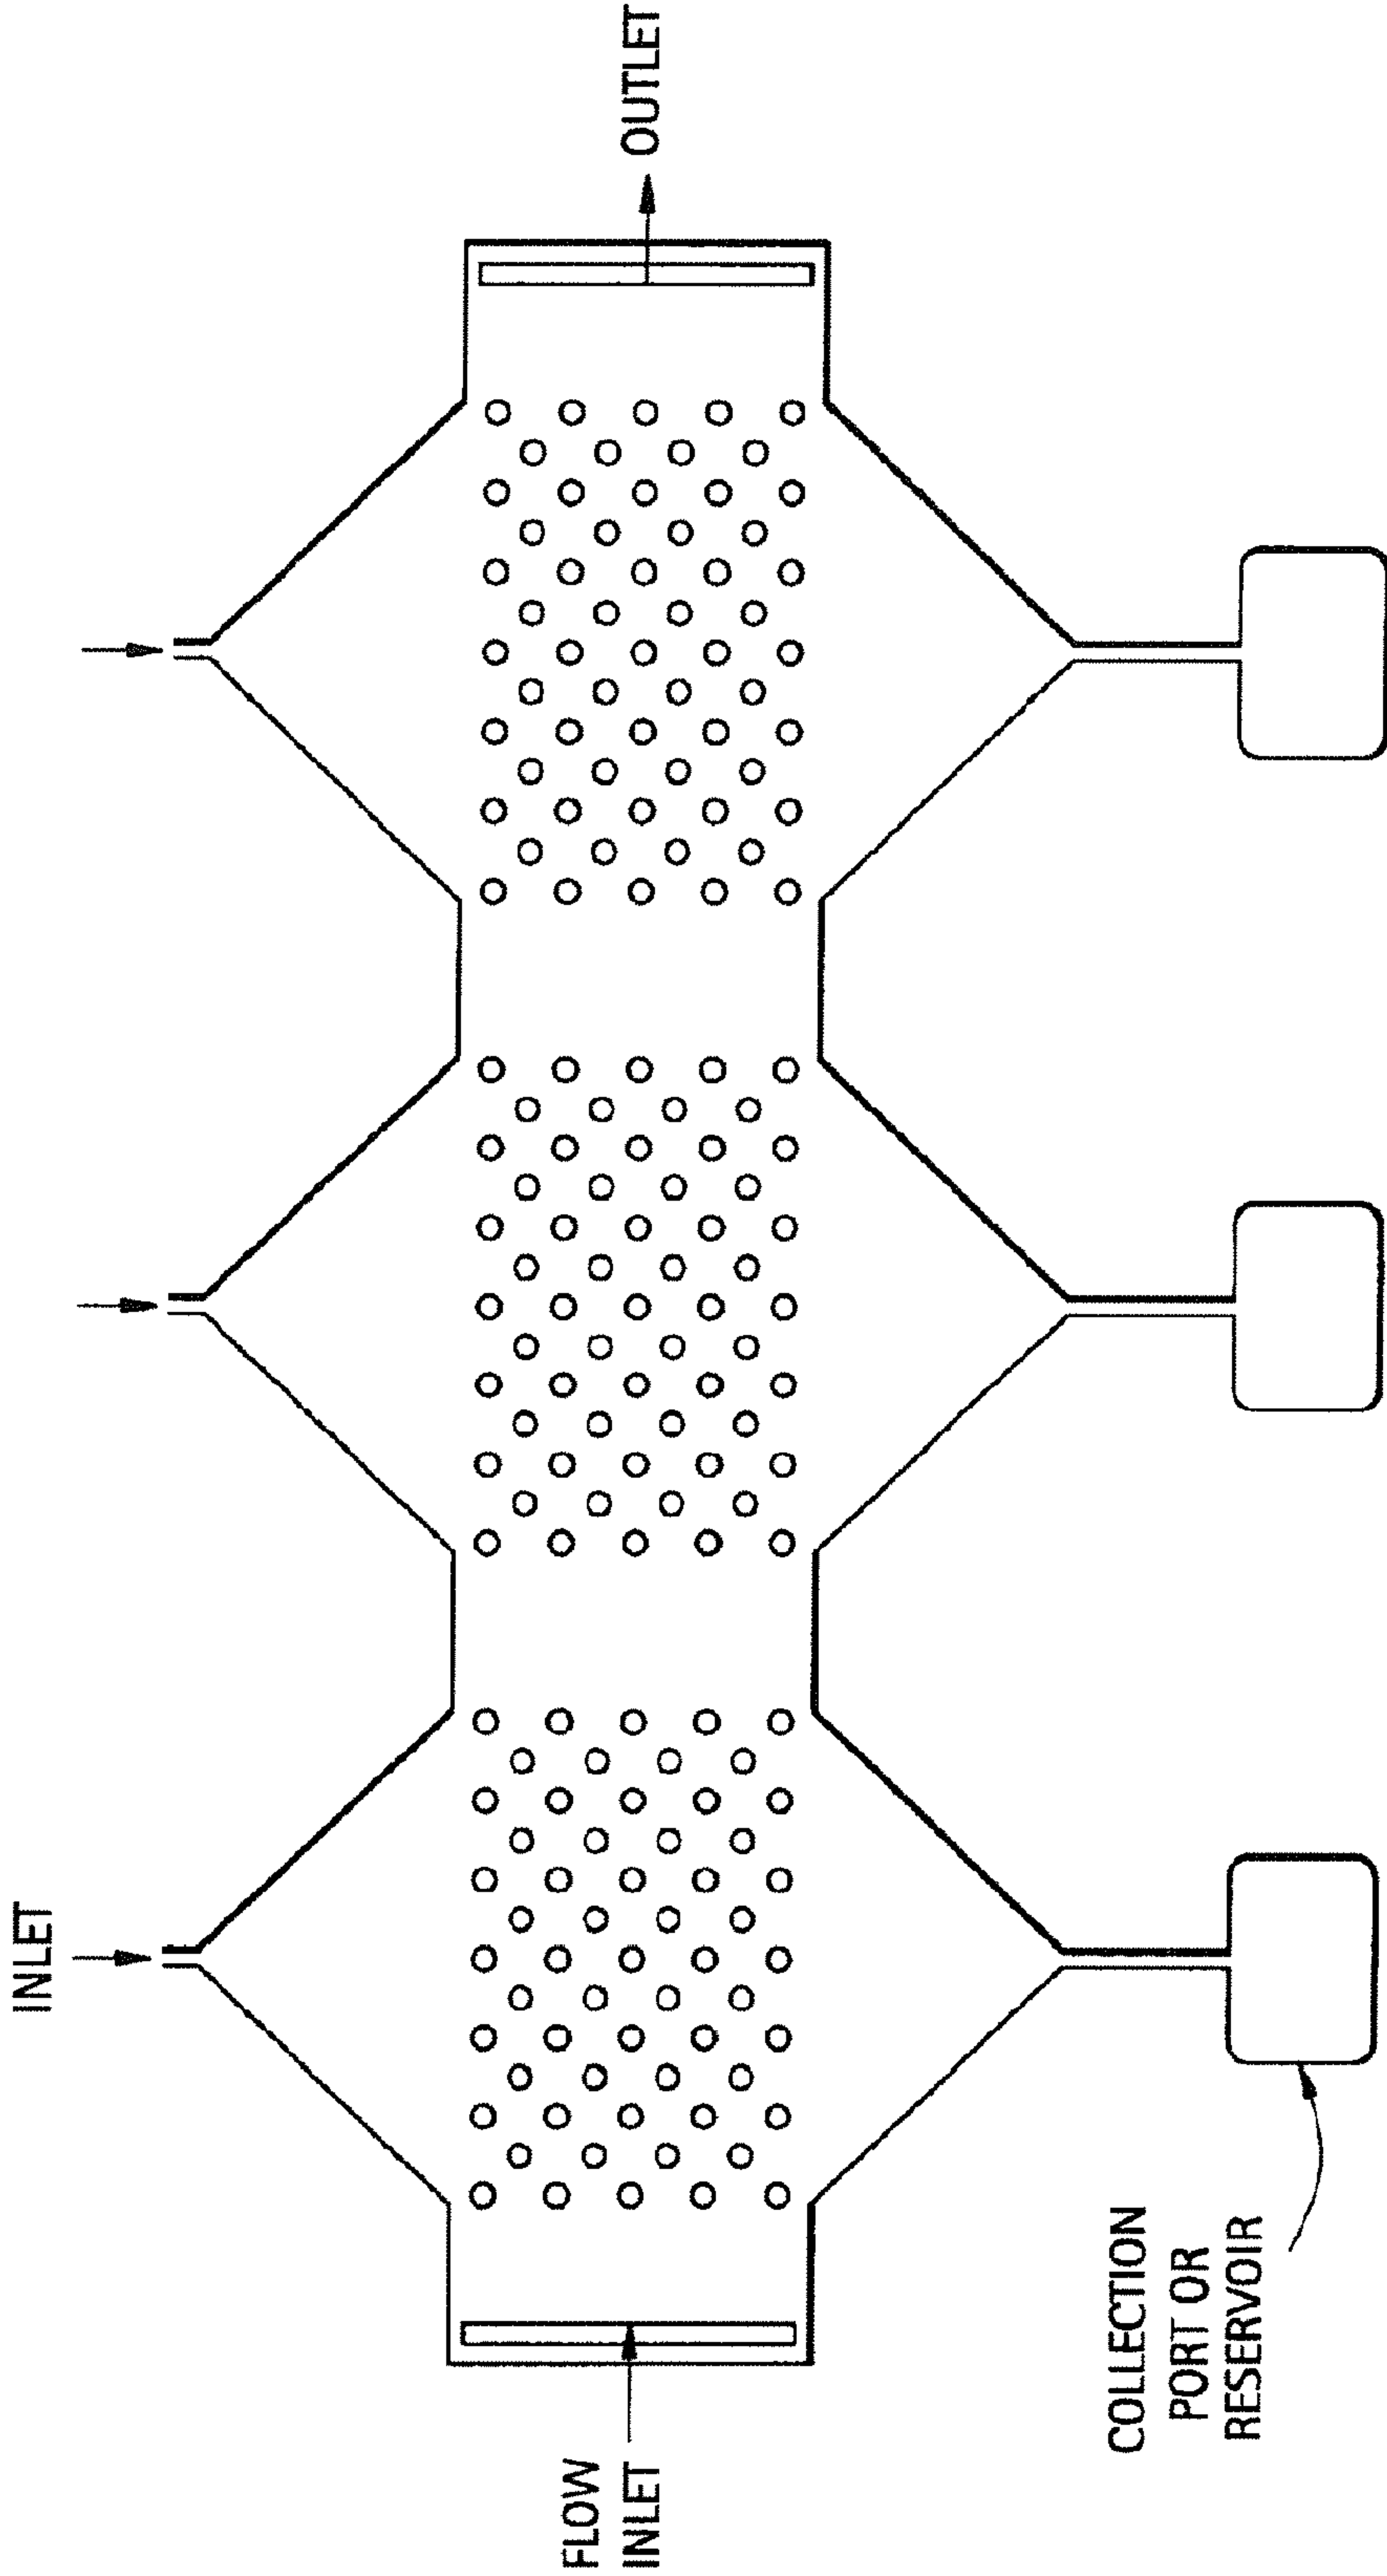 INLET
FLOW
INLET
OUTLET
COLLECTION
PORT OR
RESERVOIR